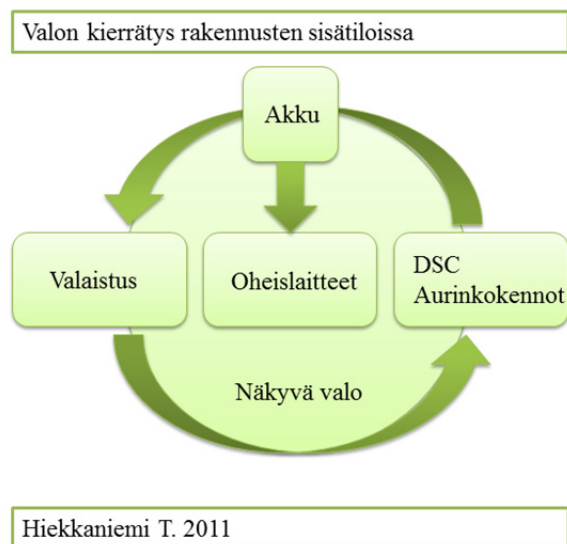 Valon kierrätys rakennusten sisätiloissa
Akku
Valaistus
Oheislaitteet
DSC
Aurinkokennot
Näkyvä valo
Hiekkaniemi T. 2011